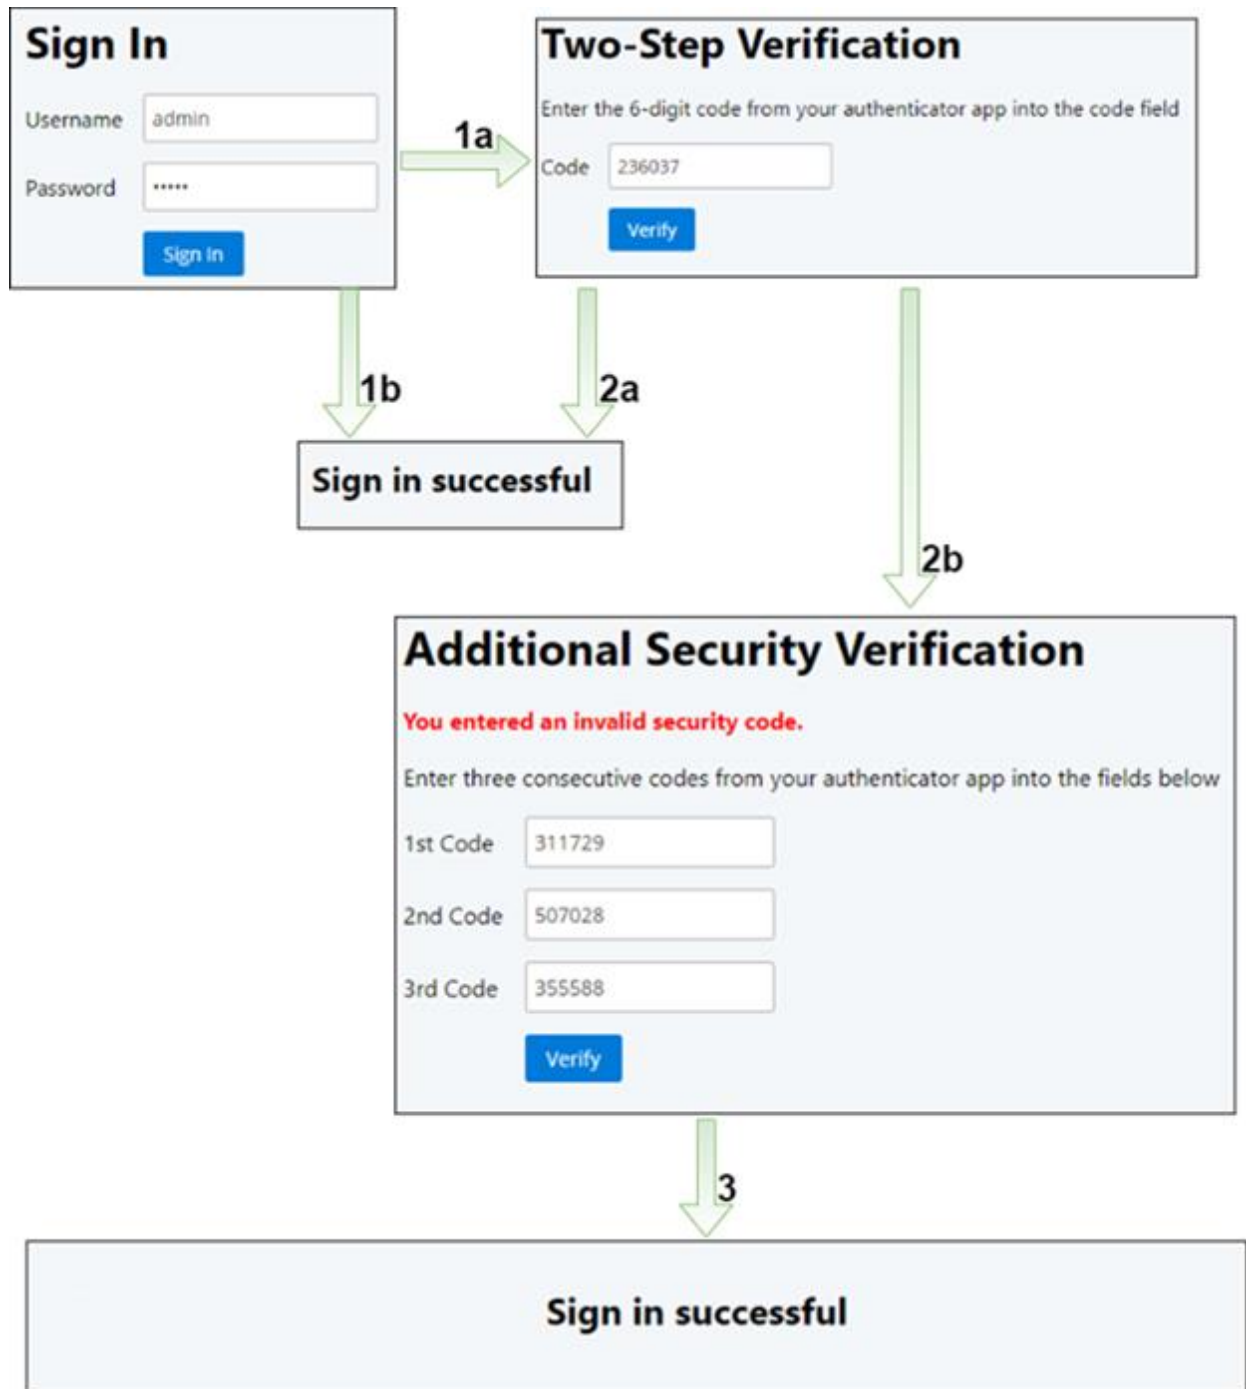 Sign In
Username admin
Password •••••
Sign In
1a
Two-Step Verification
Enter the 6-digit code from your authenticator app into the code field
Code 236037
Verify
1b
2a
Sign in successful
2b
Additional Security Verification
You entered an invalid security code.
Enter three consecutive codes from your authenticator app into the fields below
1st Code 311729
2nd Code 507028
3rd Code 355588
Verify
3
Sign in successful